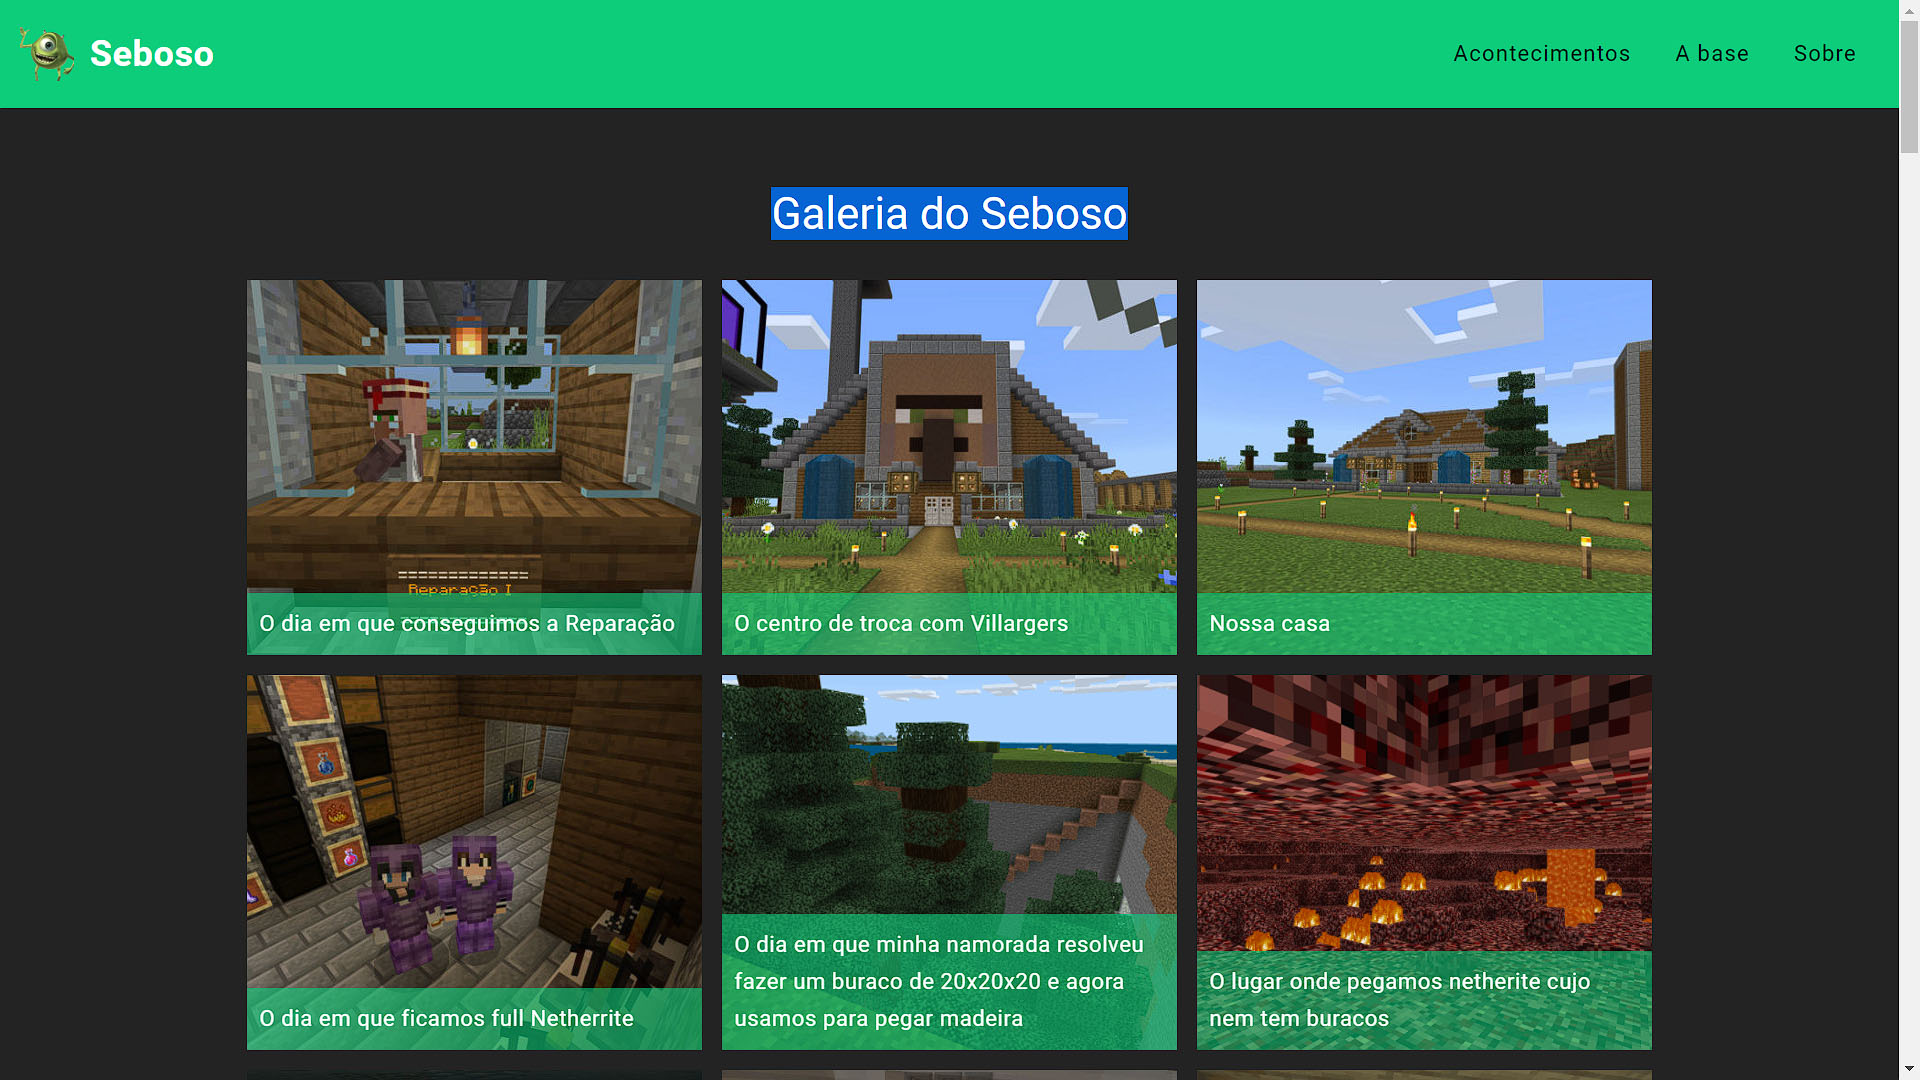 Seboso
Acontecimentos
A base
Sobre
Galeria do Seboso
============
Reparação I
O dia em que conseguimos a Reparação
O centro de troca com Villargers
Nossa casa
O dia em que ficamos full Netherrite
O dia em que minha namorada resolveu
fazer um buraco de 20x20x20 e agora
usamos para pegar madeira
O lugar onde pegamos netherite cujo
nem tem buracos